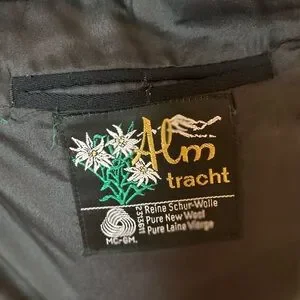 Alm
tracht
Reine Schur-Wolle
Pure New Wool
Pure Laine Vierge
MC.-GM.